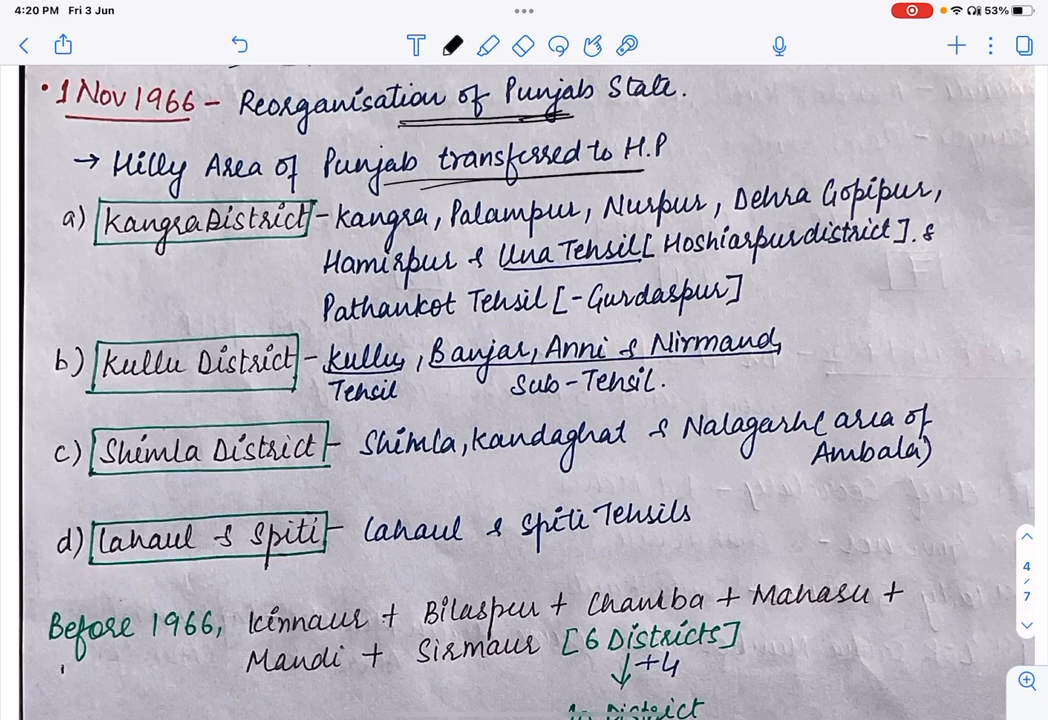 4:20 PM Fri 3 Jun
53%
• 1 Nov 1966 - Reorganisation of Punjab State.
→ Hilly Area of Punjab transferred to H.P
a) Kangra District - Kangra, Palampur, Nurpur, Dehra Gopipur,
Hamirpur & Una Tehsil [Hoshiarpur district]. &
Pathankot Tehsil [-Gurdaspur]
b) Kullu District - Kullu, Banjar, Anni & Nirmand,
Tehsil Sub-Tehsil.
c) Shimla District - Shimla, Kandaghat & Nalagarh (area of
Ambala)
d) Lahaul & Spiti - Lahaul & Spiti Tehsils
Before 1966, Kinnaur + Bilaspur + Chamba + Mahasu +
Mandi + Sirmaur [6 Districts]
↓+4
District
4
/
7